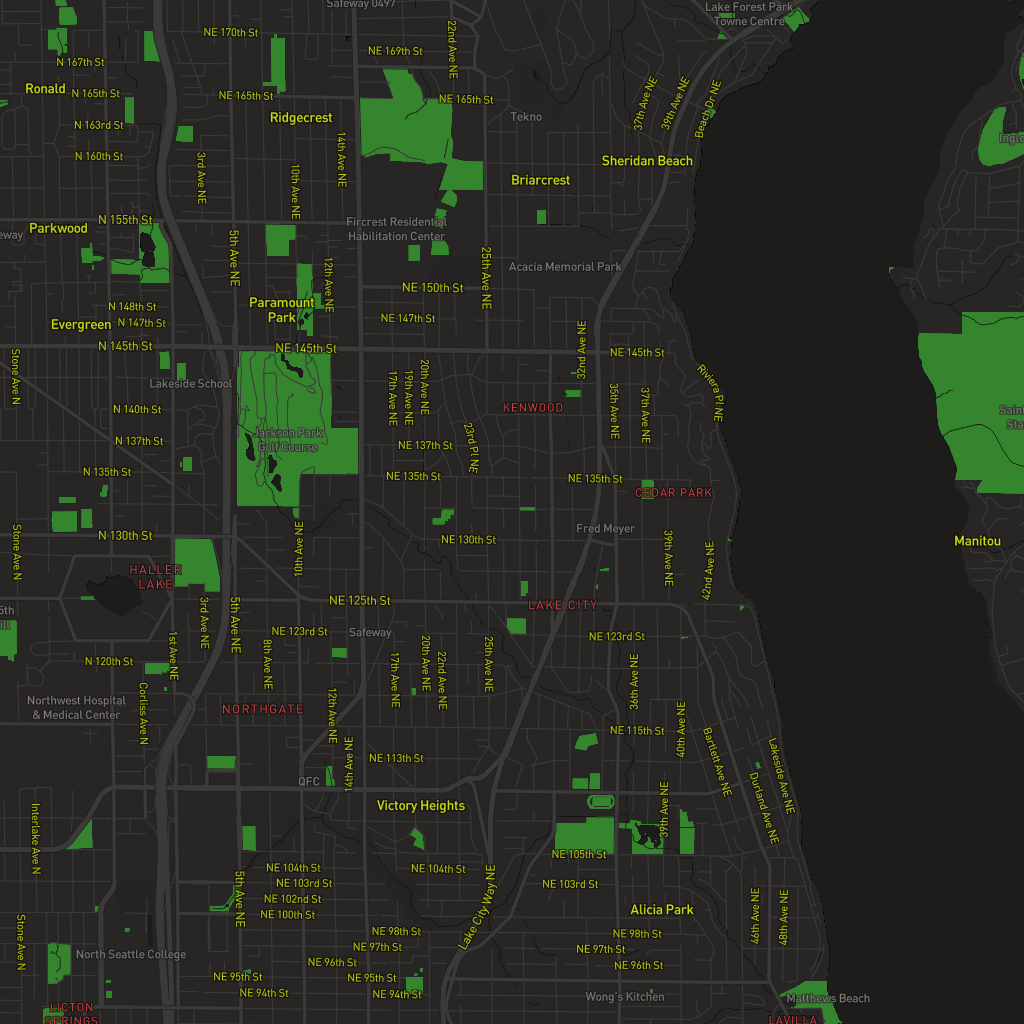 Safeway 0497
Lake Forest Park
Towne Centre
NE 170th St
22nd Ave NE
NE 169th St
N 167th St
Ronald
N 165th St
NE 165th St
NE 165th St
37th Ave NE
39th Ave NE
Beach Dr NE
N 163rd St
Ridgecrest
Tekno
14th Ave NE
N 160th St
3rd Ave NE
Sheridan Beach
10th Ave NE
Briarcrest
N 155th St
Parkwood
Fircrest Residential
Habilitation Center
5th Ave NE
25th Ave NE
12th Ave NE
Acacia Memorial Park
NE 150th St
Paramount
Park
N 148th St
N 147th St
Evergreen
NE 147th St
N 145th St
NE 145th St
NE 145th St
32nd Ave NE
Stone Ave N
Lakeside School
17th Ave NE
19th Ave NE
20th Ave NE
Riviera Pl NE
35th Ave NE
37th Ave NE
N 140th St
KENWOOD
Jackson Park
Golf Course
N 137th St
NE 137th St
23rd Pl NE
N 135th St
NE 135th St
NE 135th St
CEDAR PARK
Stone Ave N
N 130th St
10th Ave NE
NE 130th St
Fred Meyer
39th Ave NE
42nd Ave NE
Manitou
HALLER
LAKE
5th Ave NE
3rd Ave NE
NE 125th St
LAKE CITY
1st Ave NE
NE 123rd St
Safeway
NE 123rd St
8th Ave NE
N 120th St
17th Ave NE
20th Ave NE
22nd Ave NE
25th Ave NE
36th Ave NE
Northwest Hospital
& Medical Center
Corliss Ave N
NORTHGATE
12th Ave NE
40th Ave NE
NE 115th St
14th Ave NE
NE 113th St
Bartlett Ave NE
Lakeside Ave NE
Durland Ave NE
QFC
Victory Heights
Interlake Ave N
39th Ave NE
NE 105th St
NE 104th St
NE 104th St
NE 103rd St
NE 103rd St
NE 102nd St
NE 100th St
5th Ave NE
Lake City Way NE
Alicia Park
46th Ave NE
48th Ave NE
Stone Ave N
NE 98th St
NE 98th St
NE 97th St
NE 97th St
North Seattle College
NE 96th St
NE 96th St
NE 95th St
NE 95th St
NE 94th St
NE 94th St
Wong's Kitchen
Matthews Beach
LICTON
SPRINGS
LAVILLA